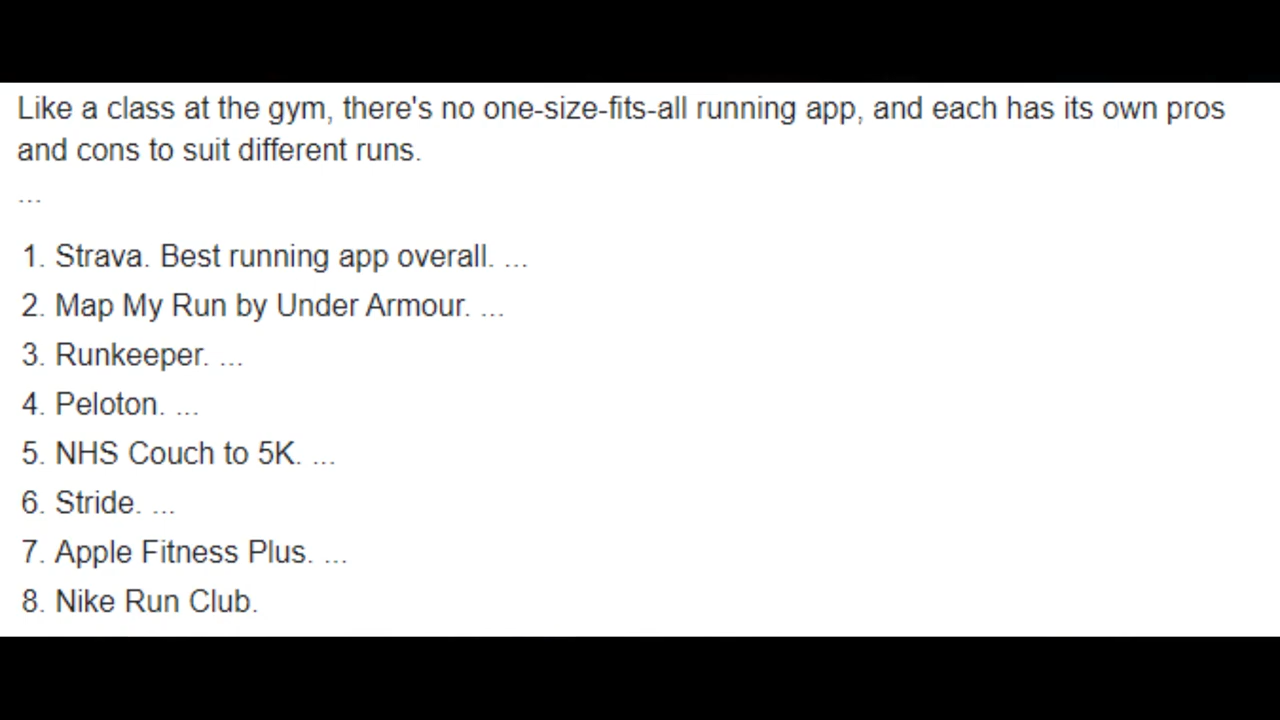 Like a class at the gym, there's no one-size-fits-all running app, and each has its own pros
and cons to suit different runs.
...
1. Strava. Best running app overall. ...
2. Map My Run by Under Armour. ...
3. Runkeeper. ...
4. Peloton. ...
5. NHS Couch to 5K. ...
6. Stride. ...
7. Apple Fitness Plus. ...
8. Nike Run Club.